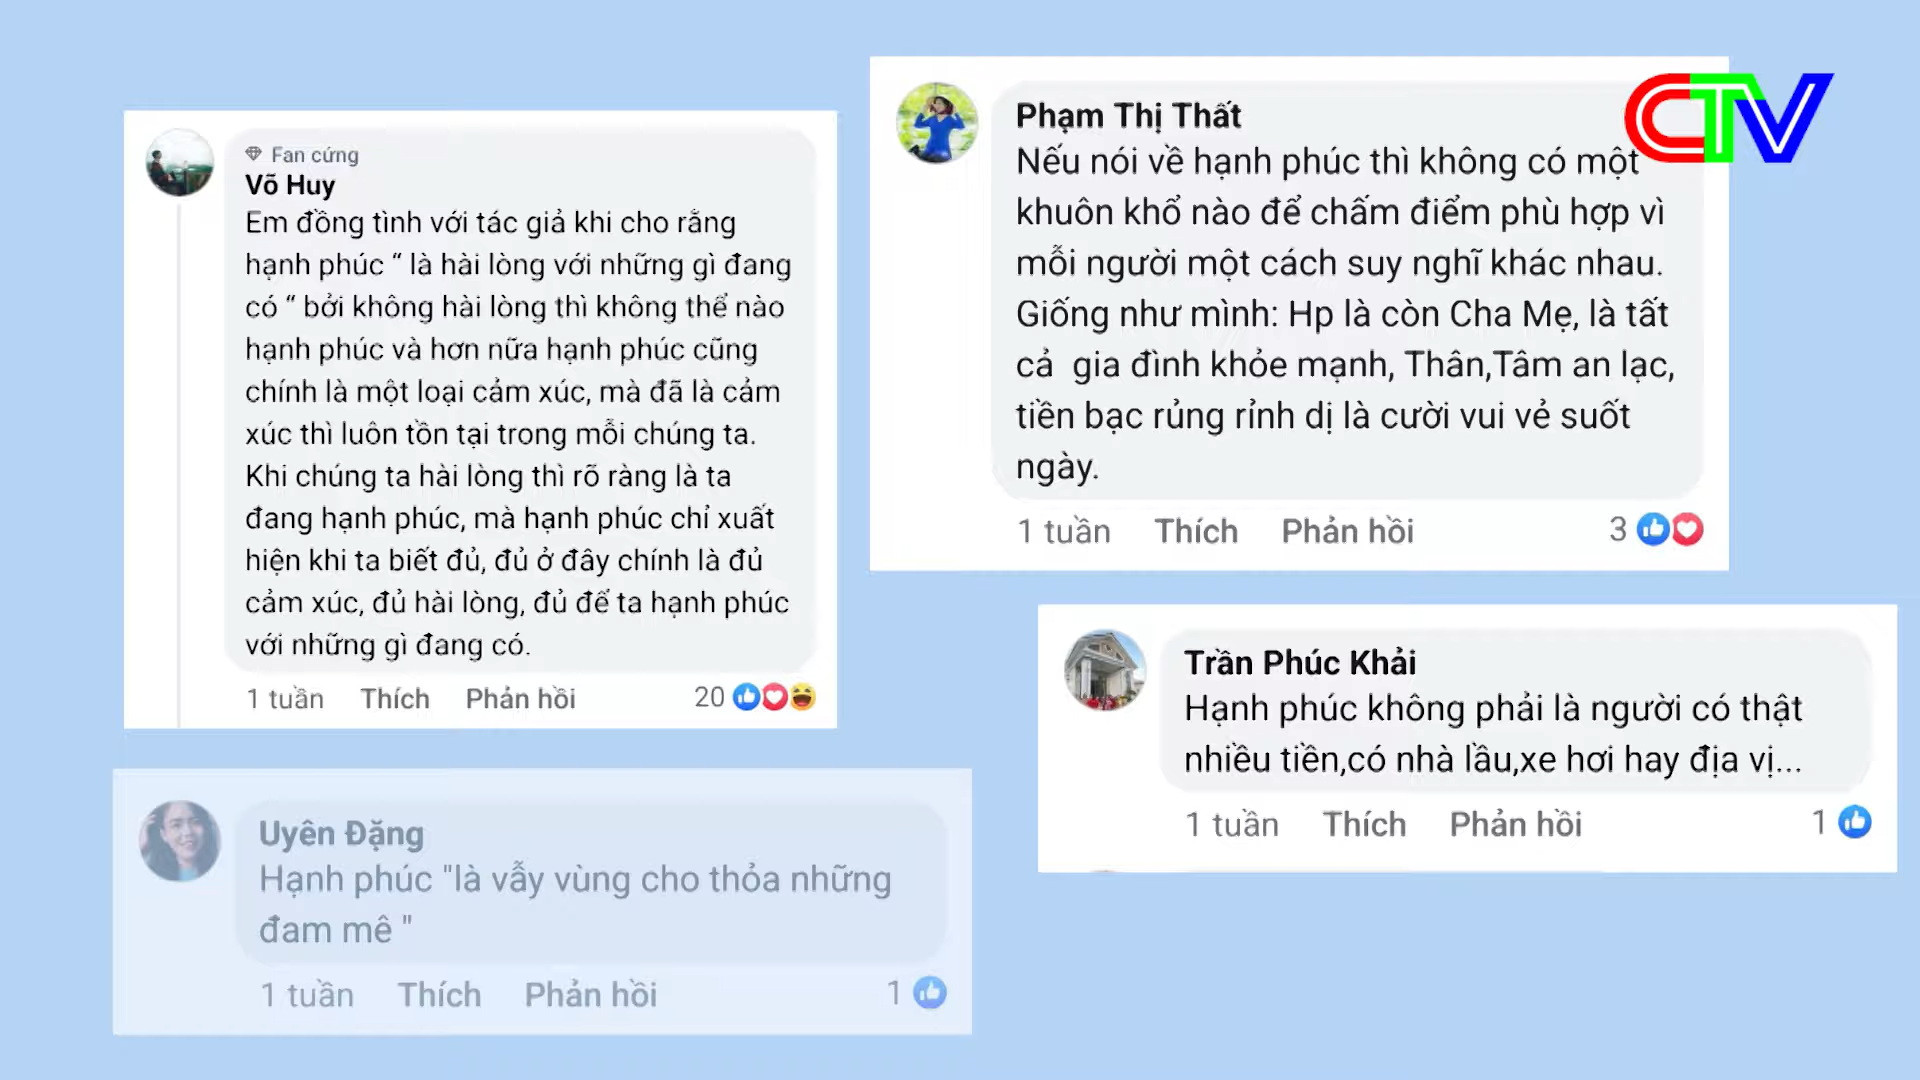 Fan cứng
Võ Huy
Em đồng tình với tác giả khi cho rằng
hạnh phúc “ là hài lòng với những gì đang
có “ bởi không hài lòng thì không thể nào
hạnh phúc và hơn nữa hạnh phúc cũng
chính là một loại cảm xúc, mà đã là cảm
xúc thì luôn tồn tại trong mỗi chúng ta.
Khi chúng ta hài lòng thì rõ ràng là ta
đang hạnh phúc, mà hạnh phúc chỉ xuất
hiện khi ta biết đủ, đủ ở đây chính là đủ
cảm xúc, đủ hài lòng, đủ để ta hạnh phúc
với những gì đang có.
1 tuần Thích Phản hồi 20
CTV
Phạm Thị Thất
Nếu nói về hạnh phúc thì không có một
khuôn khổ nào để chấm điểm phù hợp vì
mỗi người một cách suy nghĩ khác nhau.
Giống như mình: Hp là còn Cha Mẹ, là tất
cả  gia đình khỏe mạnh, Thân,Tâm an lạc,
tiền bạc rủng rỉnh dị là cười vui vẻ suốt
ngày.
1 tuần Thích Phản hồi 3
Trần Phúc Khải
Hạnh phúc không phải là người có thật
nhiều tiền,có nhà lầu,xe hơi hay địa vị...
1 tuần Thích Phản hồi 1
Uyên Đặng
Hạnh phúc "là vẫy vùng cho thỏa những
đam mê "
1 tuần Thích Phản hồi 1